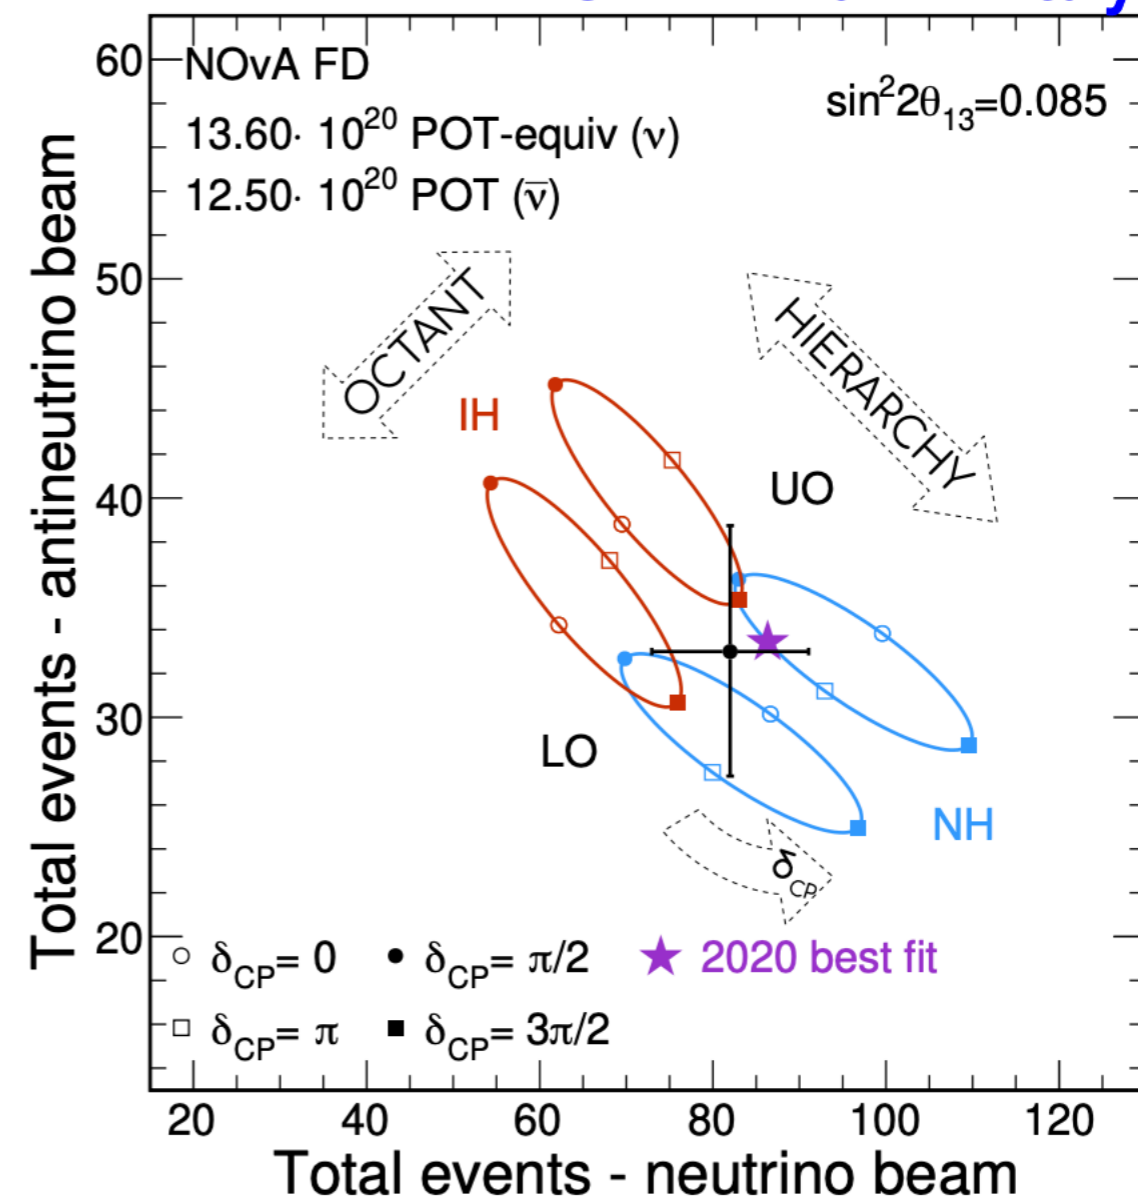 60
NOvA FD
sin²2θ₁₃=0.085
13.60· 10²⁰ POT-equiv (ν)
12.50· 10²⁰ POT (ν̅)
50
OCTANT
HIERARCHY
IH
UO
40
30
LO
NH
δCP
20
δCP= 0
δCP= π/2
2020 best fit
δCP= π
δCP= 3π/2
20 40 60 80 100 120
Total events - neutrino beam
Total events - antineutrino beam